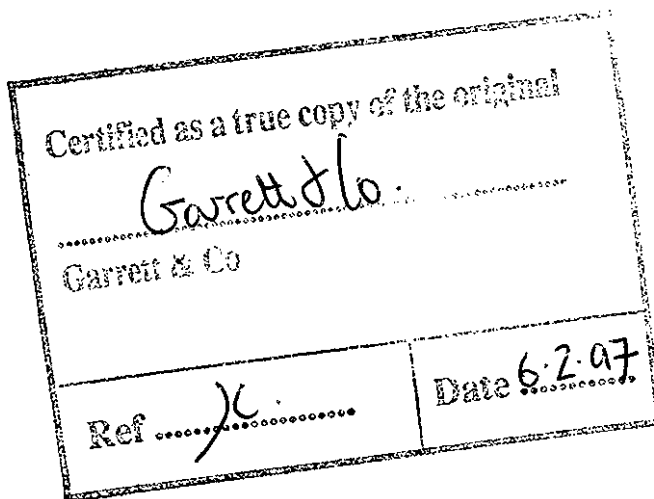 Certified as a true copy of the original
Garrett & Co.
Garrett & Co
Ref
Date 6.2.97